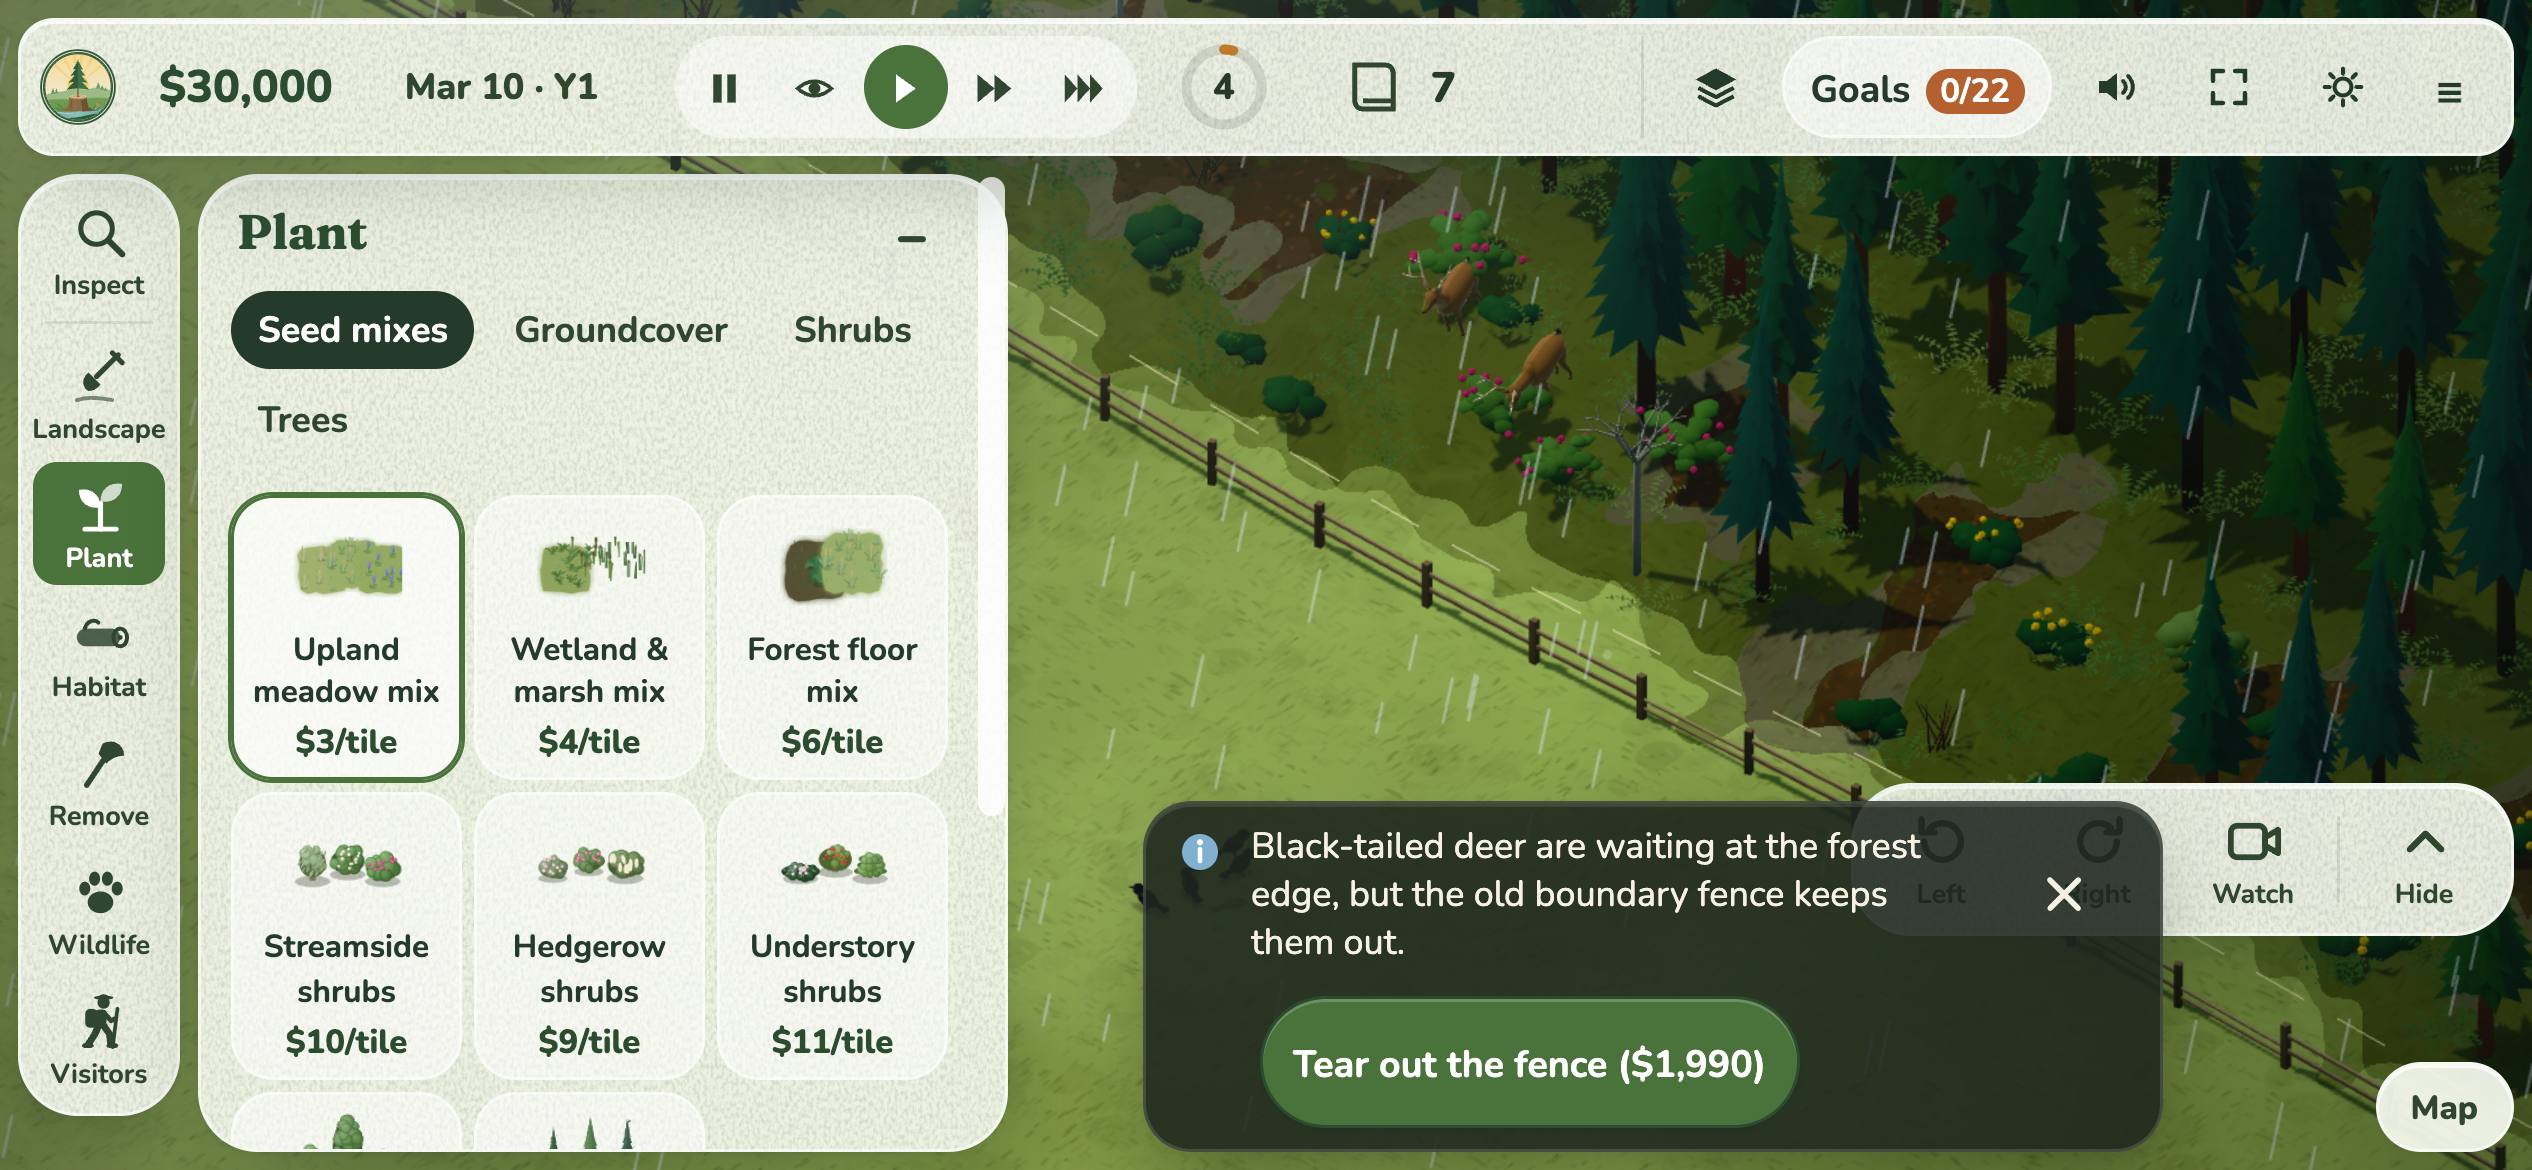 $30,000
Mar 10 · Y1
4
7
Goals 0/22
Inspect
Landscape
Plant
Habitat
Remove
Wildlife
Visitors
Plant
Seed mixes
Groundcover
Shrubs
Trees
Upland
meadow mix
$3/tile
Wetland &
marsh mix
$4/tile
Forest floor
mix
$6/tile
Streamside
shrubs
$10/tile
Hedgerow
shrubs
$9/tile
Understory
shrubs
$11/tile
Black-tailed deer are waiting at the forest
edge, but the old boundary fence keeps
them out.
Tear out the fence ($1,990)
Left
Right
Watch
Hide
Map